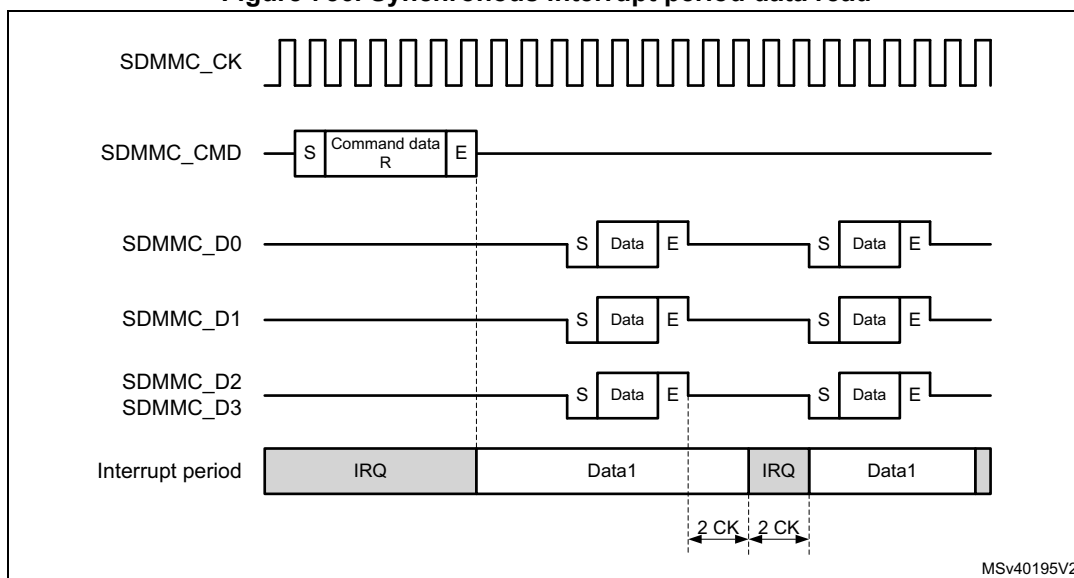 SDMMC_CK
SDMMC_CMD
S
Command data
R
E
SDMMC_D0
S Data E
S Data E
SDMMC_D1
S Data E
S Data E
SDMMC_D2
SDMMC_D3
S Data E
S Data E
Interrupt period
IRQ
Data1
IRQ
Data1
2 CK
2 CK
MSv40195V2